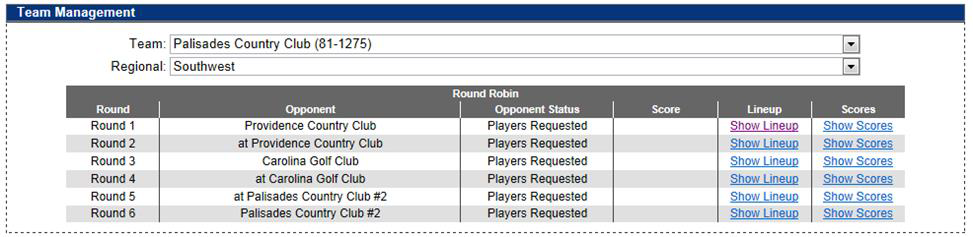 Team Management
Team: Palisades Country Club (81-1275)
Regional: Southwest
Round Robin
Round Opponent Opponent Status Score Lineup Scores
Round 1 Providence Country Club Players Requested Show Lineup Show Scores
Round 2 at Providence Country Club Players Requested Show Lineup Show Scores
Round 3 Carolina Golf Club Players Requested Show Lineup Show Scores
Round 4 at Carolina Golf Club Players Requested Show Lineup Show Scores
Round 5 at Palisades Country Club #2 Players Requested Show Lineup Show Scores
Round 6 Palisades Country Club #2 Players Requested Show Lineup Show Scores